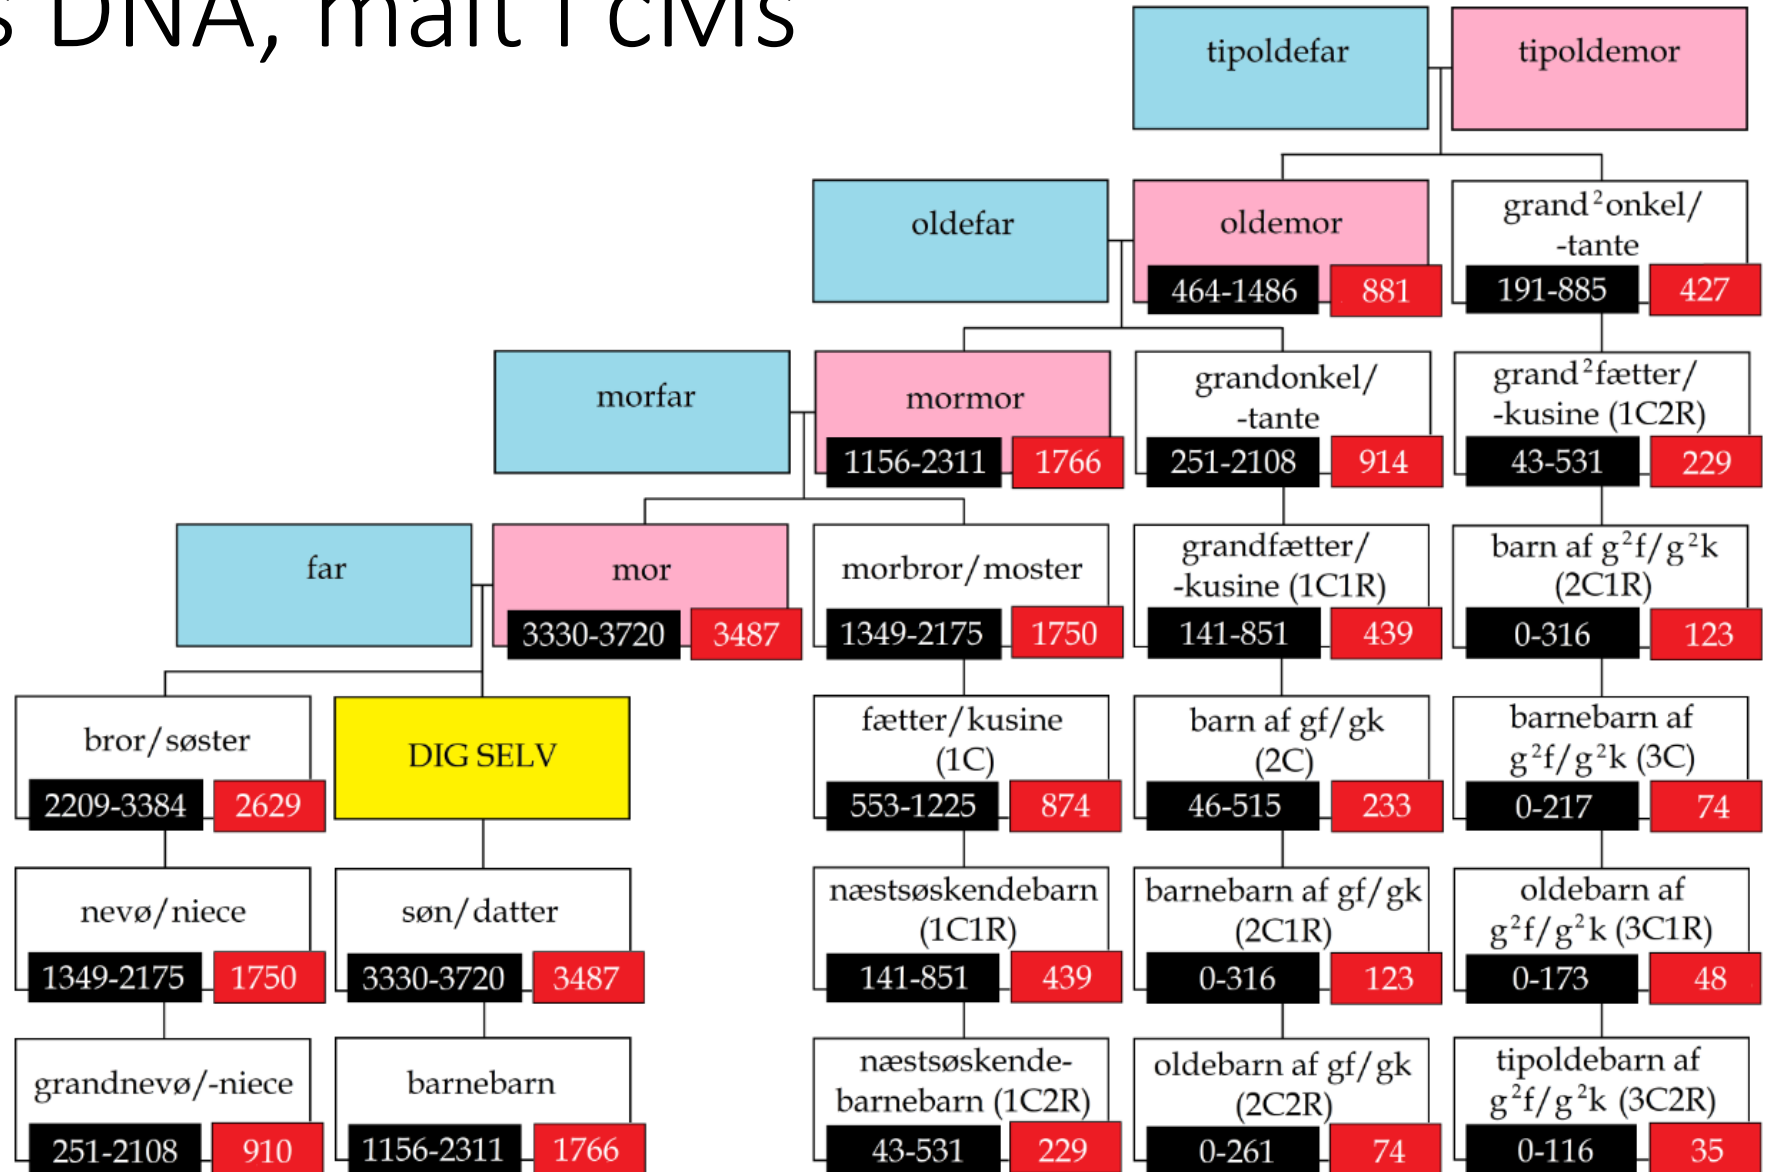 s DNA, målt i cMs
tipoldefar
tipoldemor
oldefar
oldemor
464-1486 881
grand²onkel/
-tante
191-885 427
morfar
mormor
1156-2311 1766
grandonkel/
-tante
251-2108 914
grand²fætter/
-kusine (1C2R)
43-531 229
far
mor
3330-3720 3487
morbror/moster
1349-2175 1750
grandfætter/
-kusine (1C1R)
141-851 439
barn af g²f/g²k
(2C1R)
0-316 123
bror/søster
2209-3384 2629
DIG SELV
fætter/kusine
(1C)
553-1225 874
barn af gf/gk
(2C)
46-515 233
barnebarn af
g²f/g²k (3C)
0-217 74
nevø/niece
1349-2175 1750
søn/datter
3330-3720 3487
næstsøskendebarn
(1C1R)
141-851 439
barnebarn af gf/gk
(2C1R)
0-316 123
oldebarn af
g²f/g²k (3C1R)
0-173 48
grandnevø/-niece
251-2108 910
barnebarn
1156-2311 1766
næstsøskende-
barnebarn (1C2R)
43-531 229
oldebarn af gf/gk
(2C2R)
0-261 74
tipoldebarn af
g²f/g²k (3C2R)
0-116 35